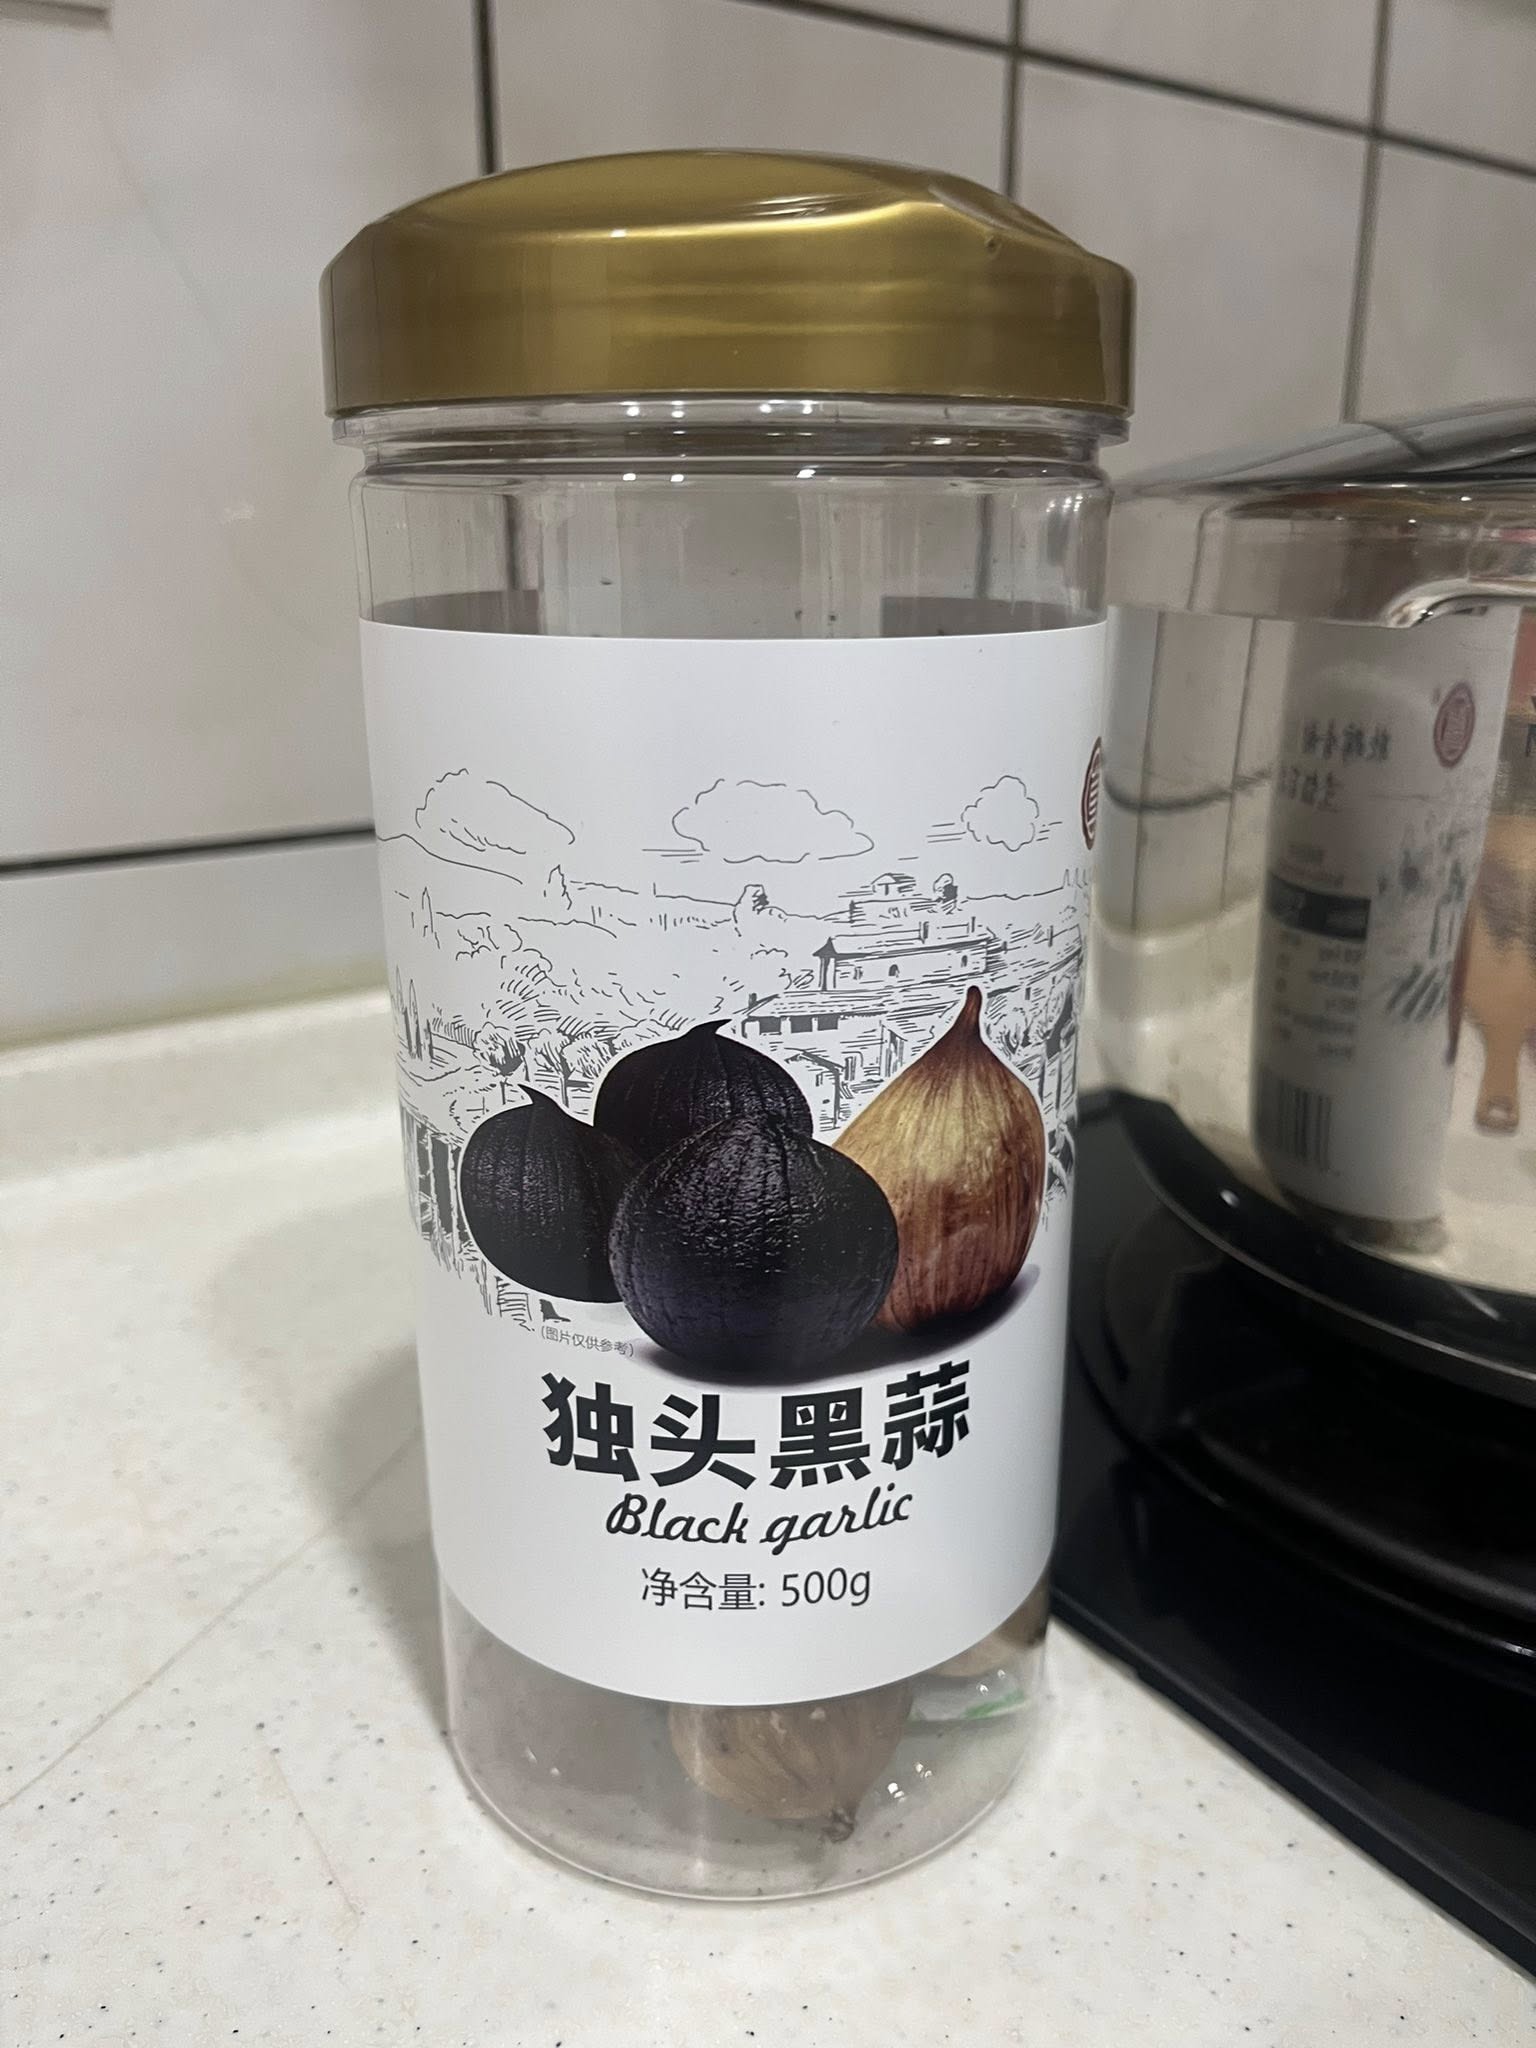 (图片仅供参考)
独头黑蒜
Black garlic
净含量: 500g